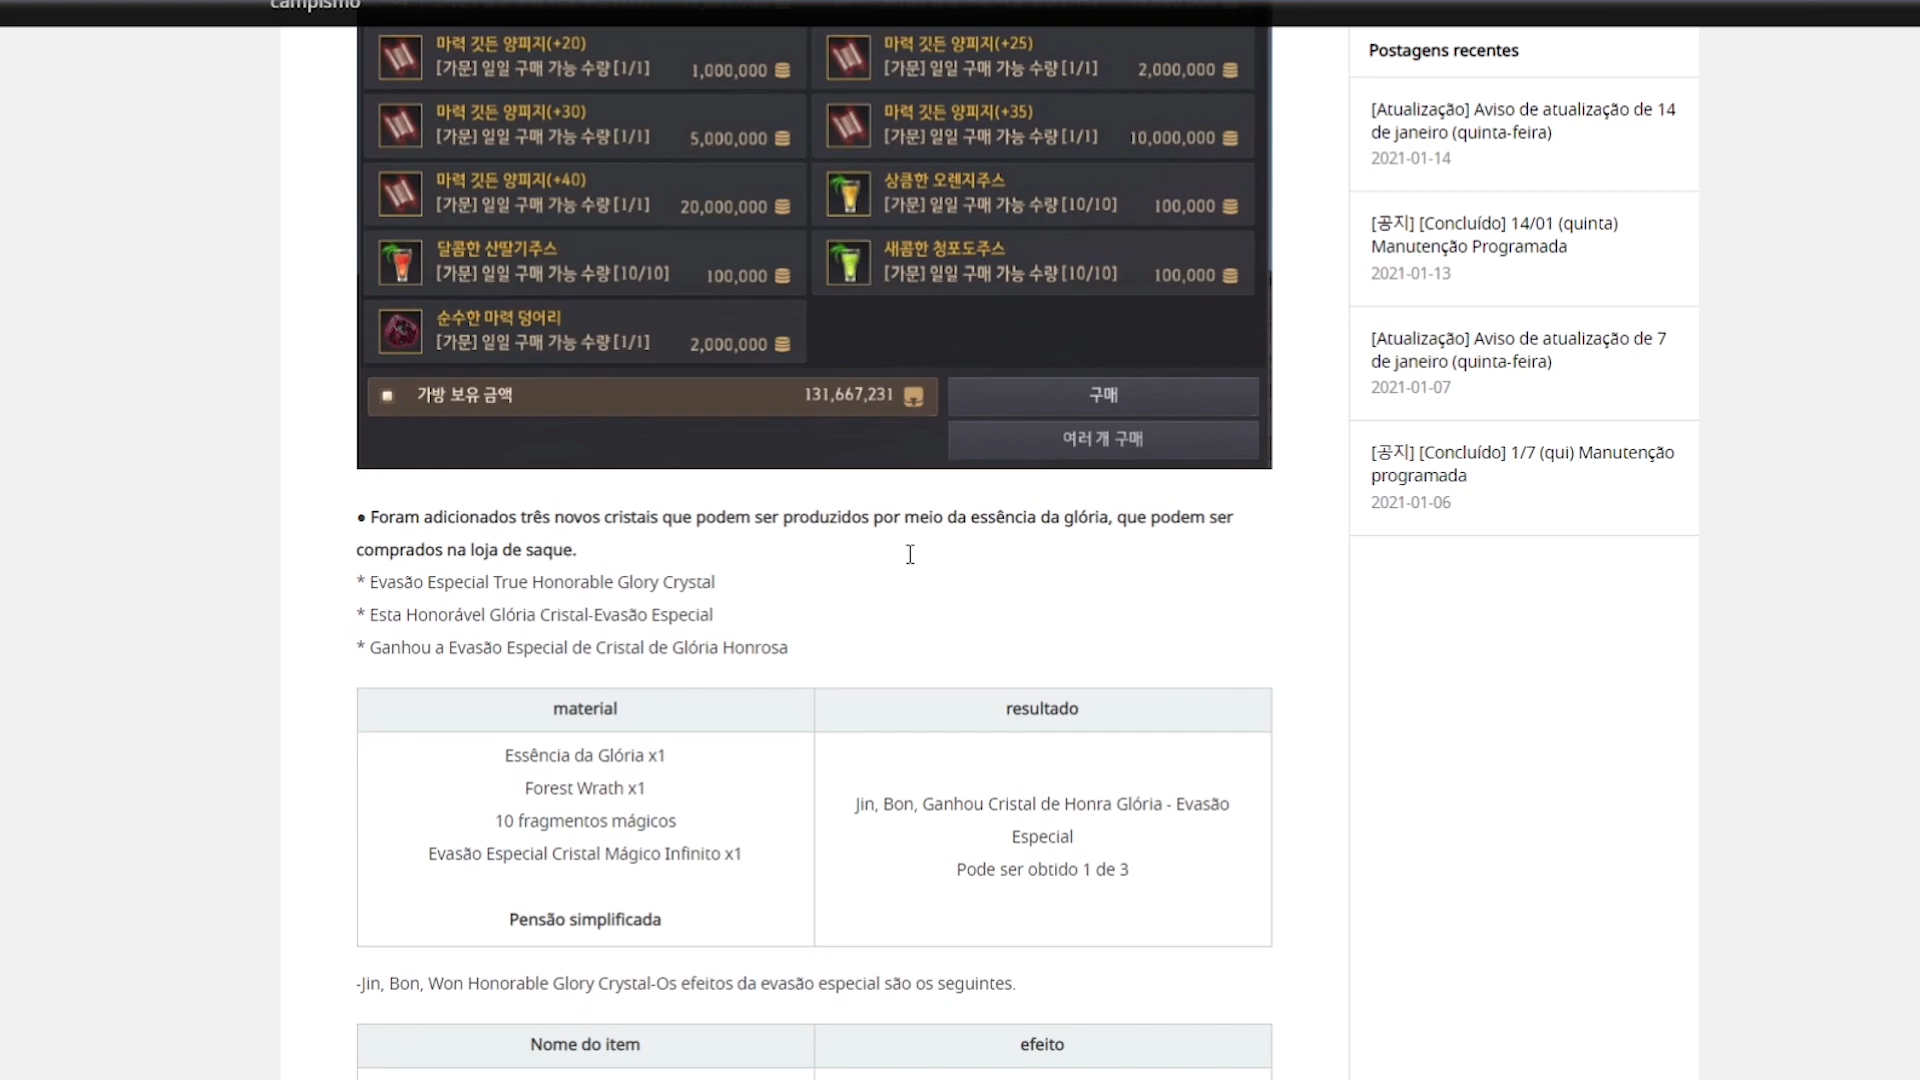 campismo
마력 깃든 양피지(+20)
[가문] 일일 구매 가능 수량[1/1] 1,000,000
마력 깃든 양피지(+25)
[가문] 일일 구매 가능 수량[1/1] 2,000,000
마력 깃든 양피지(+30)
[가문] 일일 구매 가능 수량[1/1] 5,000,000
마력 깃든 양피지(+35)
[가문] 일일 구매 가능 수량[1/1] 10,000,000
마력 깃든 양피지(+40)
[가문] 일일 구매 가능 수량[1/1] 20,000,000
상큼한 오렌지주스
[가문] 일일 구매 가능 수량[10/10] 100,000
달콤한 산딸기주스
[가문] 일일 구매 가능 수량[10/10] 100,000
새콤한 청포도주스
[가문] 일일 구매 가능 수량[10/10] 100,000
순수한 마력 덩어리
[가문] 일일 구매 가능 수량[1/1] 2,000,000
가방 보유 금액 131,667,231
구매
여러 개 구매
● Foram adicionados três novos cristais que podem ser produzidos por meio da essência da glória, que podem ser
comprados na loja de saque.
* Evasão Especial True Honorable Glory Crystal
* Esta Honorável Glória Cristal-Evasão Especial
* Ganhou a Evasão Especial de Cristal de Glória Honrosa
material
resultado
Essência da Glória x1
Forest Wrath x1
10 fragmentos mágicos
Evasão Especial Cristal Mágico Infinito x1
Pensão simplificada
Jin, Bon, Ganhou Cristal de Honra Glória - Evasão
Especial
Pode ser obtido 1 de 3
-Jin, Bon, Won Honorable Glory Crystal-Os efeitos da evasão especial são os seguintes.
Nome do item
efeito
Postagens recentes
[Atualização] Aviso de atualização de 14
de janeiro (quinta-feira)
2021-01-14
[공지] [Concluído] 14/01 (quinta)
Manutenção Programada
2021-01-13
[Atualização] Aviso de atualização de 7
de janeiro (quinta-feira)
2021-01-07
[공지] [Concluído] 1/7 (qui) Manutenção
programada
2021-01-06